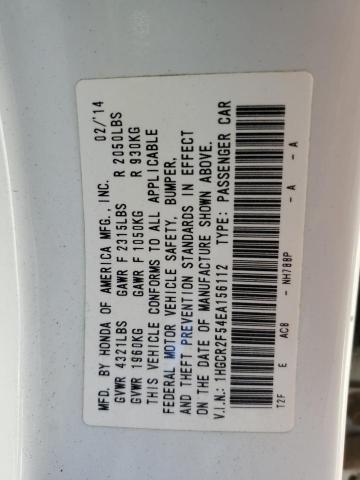 MFD. BY HONDA OF AMERICA MFG., INC. 02/'14
GVWR 4321LBS GAWR F 2315LBS R 2050LBS
GVWR 1960KG GAWR F 1050KG R 930KG
THIS VEHICLE CONFORMS TO ALL APPLICABLE
FEDERAL MOTOR VEHICLE SAFETY, BUMPER,
AND THEFT PREVENTION STANDARDS IN EFFECT
ON THE DATE OF MANUFACTURE SHOWN ABOVE.
V.I.N.: 1HGCR2F54EA156112 TYPE: PASSENGER CAR
T2F E AC8 - NH788P - A - A